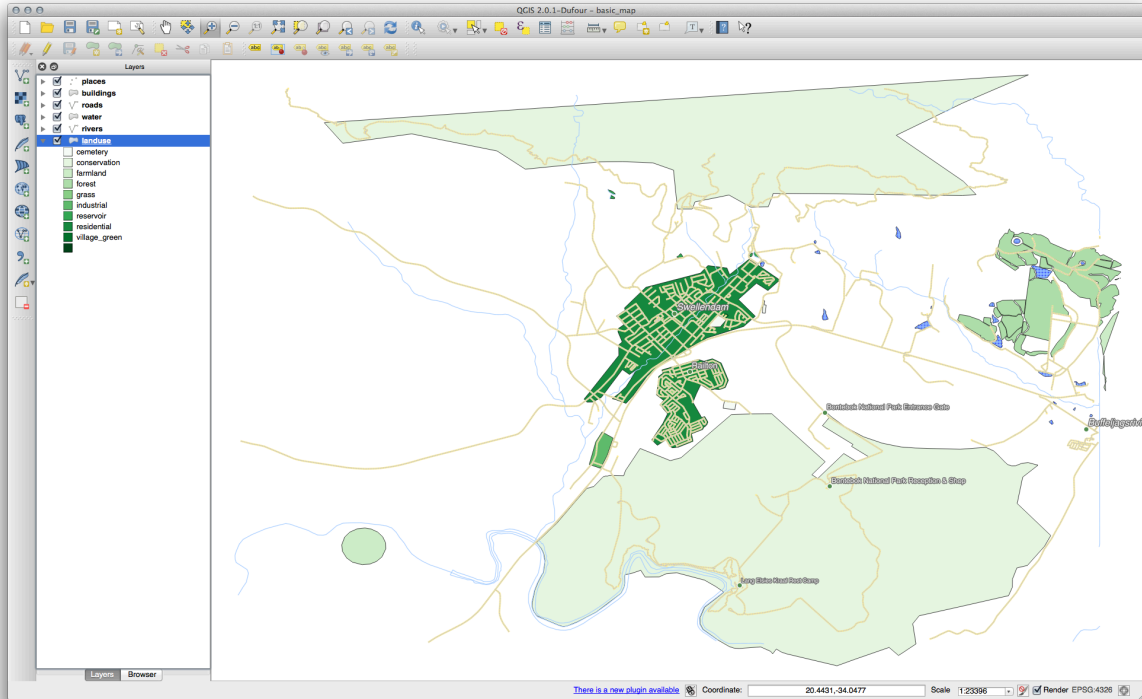 QGIS 2.0.1-Dufour - basic_map
Layers
places
buildings
roads
water
rivers
landuse
cemetery
conservation
farmland
forest
grass
industrial
reservoir
residential
village_green
Swellendam
Railton
Bontebok National Park Entrance Gate
Buffeljagsrivi
Bontebok National Park Reception & Shop
Lang Elsies Kraal Rest Camp
Layers Browser
There is a new plugin available Coordinate: 20.4431,-34.0477 Scale 1:23396 Render EPSG:4326